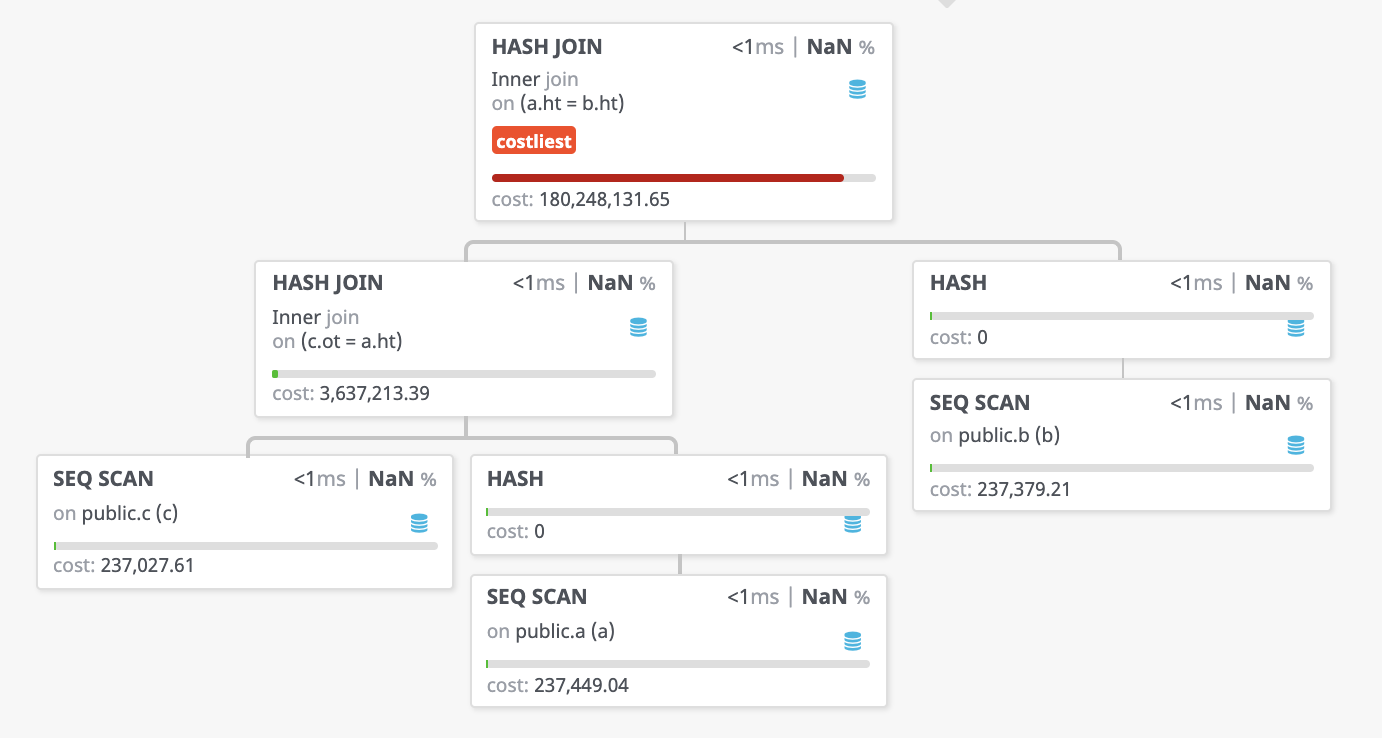 HASH JOIN <1ms | NaN %
Inner join
on (a.ht = b.ht)
costliest
cost: 180,248,131.65
HASH JOIN <1ms | NaN %
Inner join
on (c.ot = a.ht)
cost: 3,637,213.39
HASH <1ms | NaN %
cost: 0
SEQ SCAN <1ms | NaN %
on public.b (b)
cost: 237,379.21
SEQ SCAN <1ms | NaN %
on public.c (c)
cost: 237,027.61
HASH <1ms | NaN %
cost: 0
SEQ SCAN <1ms | NaN %
on public.a (a)
cost: 237,449.04